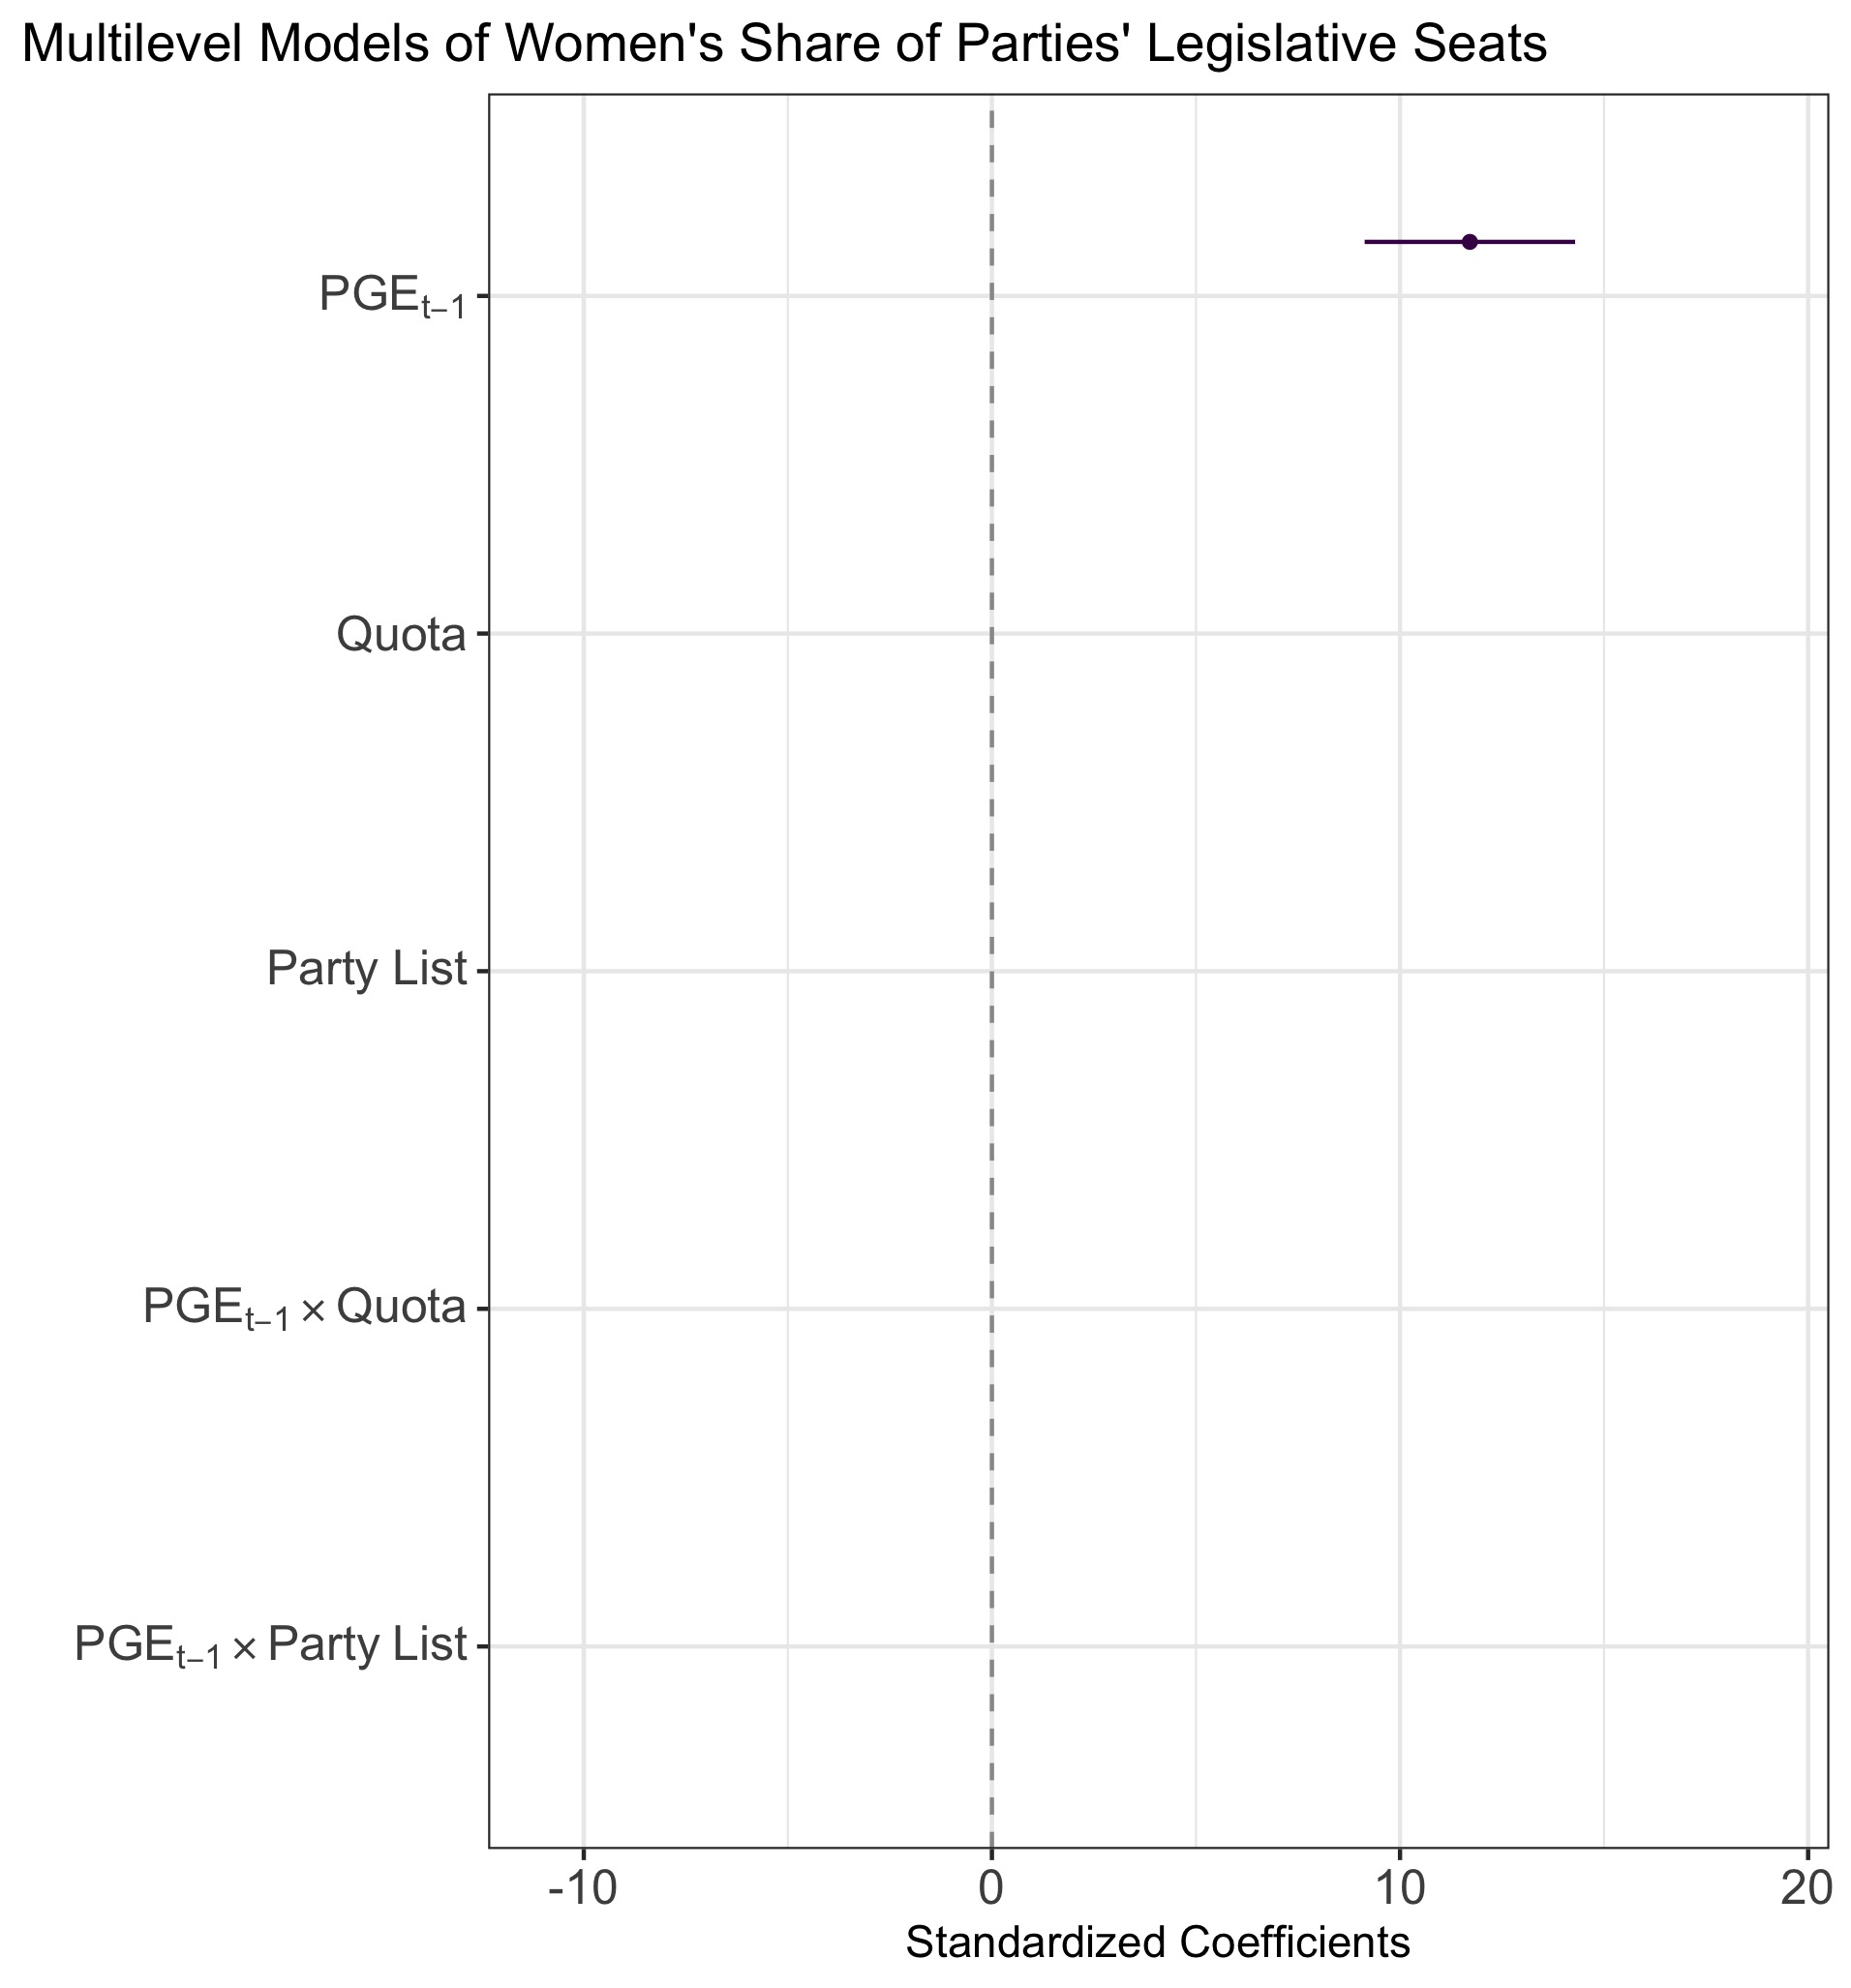 Multilevel Models of Women's Share of Parties' Legislative Seats
PGEt−1
Quota
Party List
PGEt−1 × Quota
PGEt−1 × Party List
-10 0 10 20
Standardized Coefficients